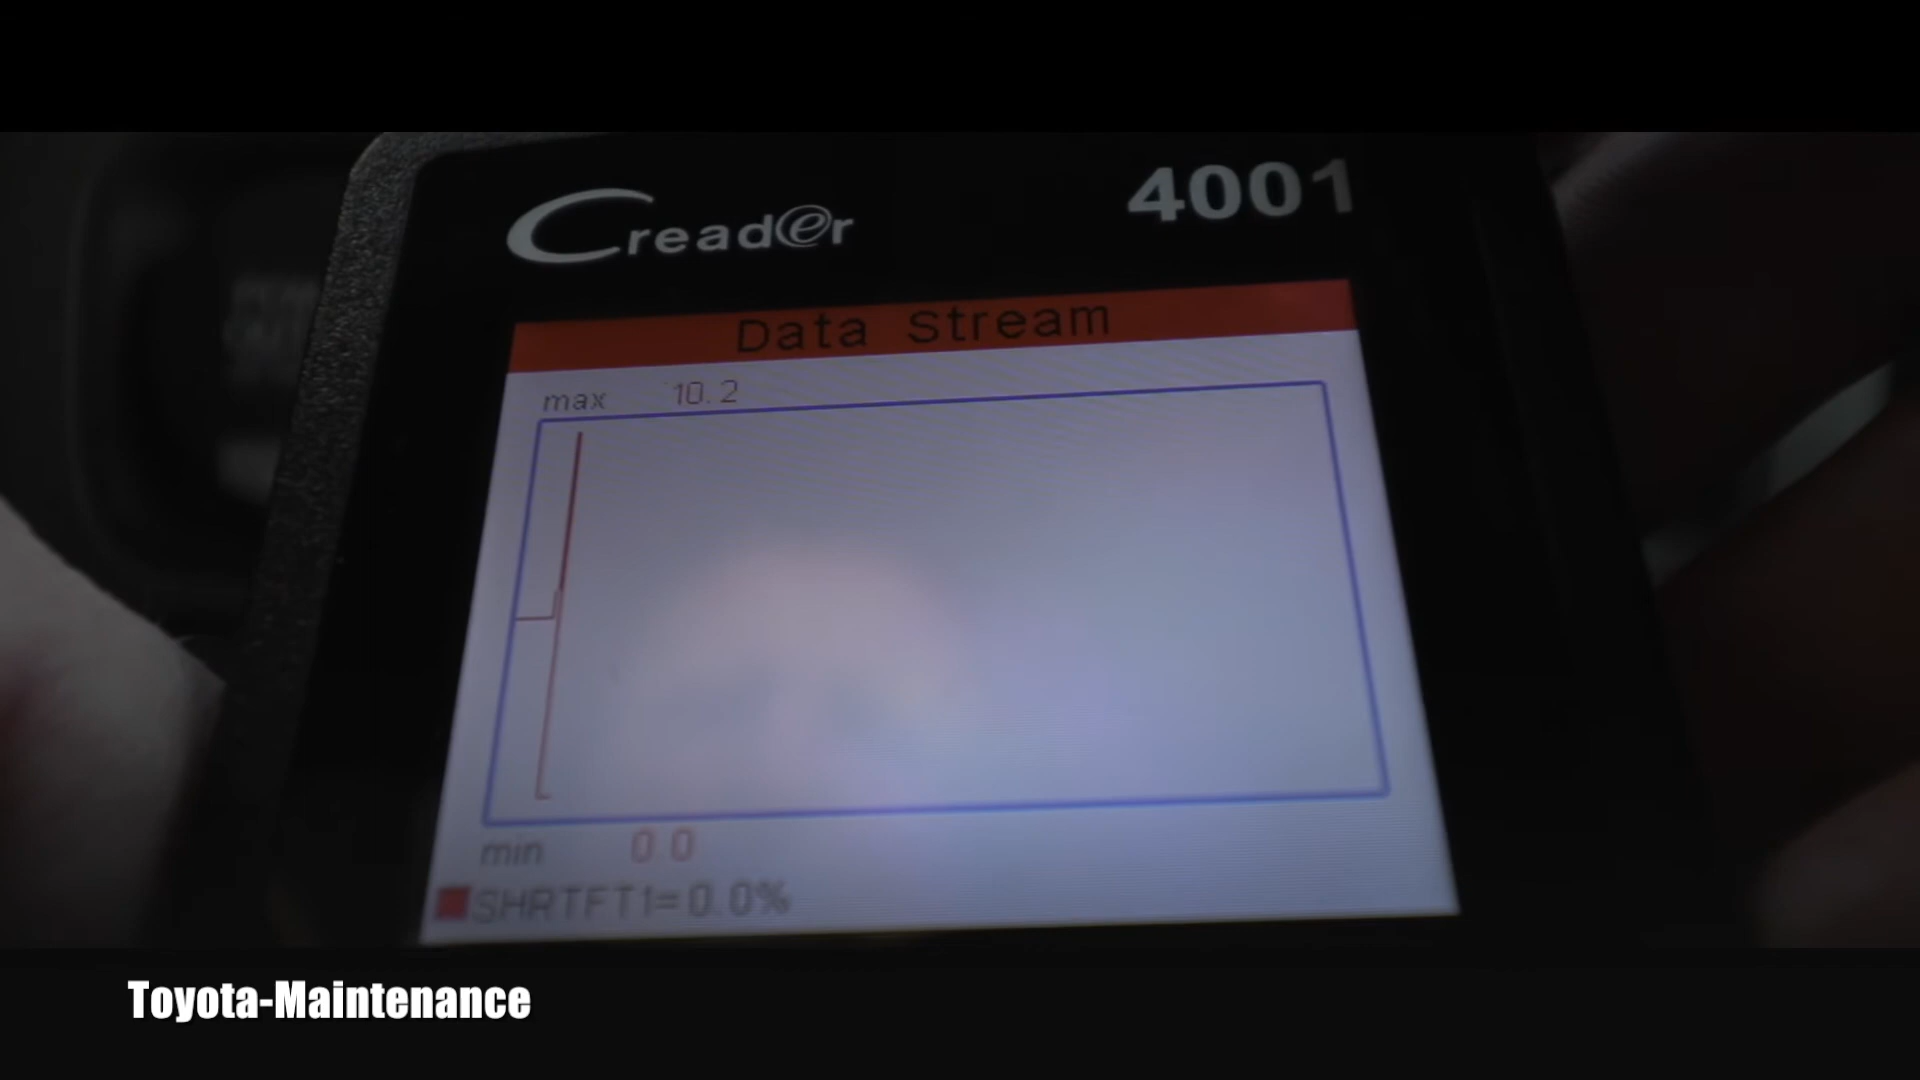 Creader 4001
Data Stream
max 10.2
min 0.0
SHRTFT1=0.0%
Toyota-Maintenance